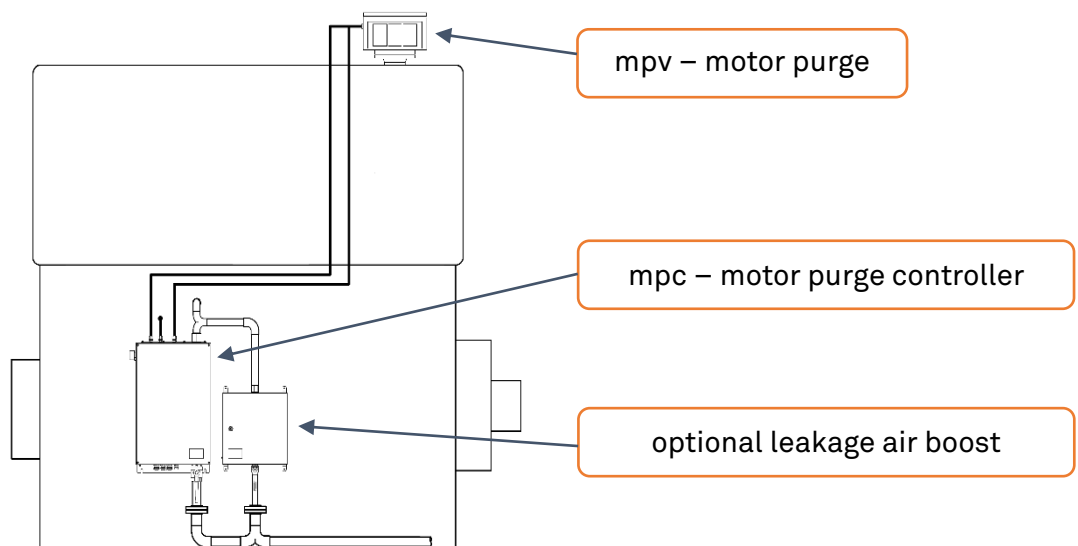 mpv – motor purge
mpc – motor purge controller
optional leakage air boost